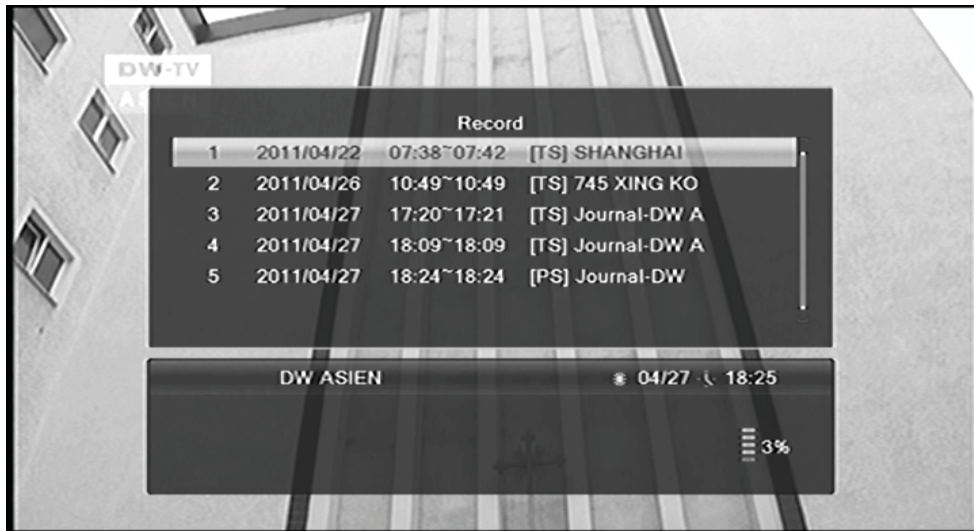 DW-TV
ASIEN
Record
1 2011/04/22 07:38~07:42 [TS] SHANGHAI
2 2011/04/26 10:49~10:49 [TS] 745 XING KO
3 2011/04/27 17:20~17:21 [TS] Journal-DW A
4 2011/04/27 18:09~18:09 [TS] Journal-DW A
5 2011/04/27 18:24~18:24 [PS] Journal-DW
DW ASIEN 04/27 18:25
3%